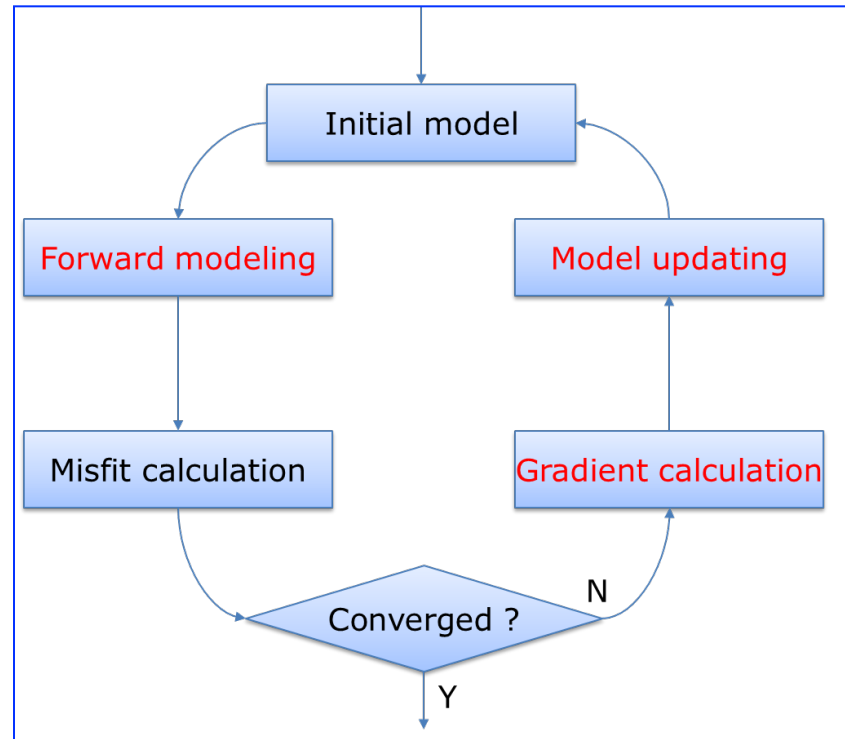 Initial model
Forward modeling
Model updating
Misfit calculation
Gradient calculation
N
Converged ?
Y